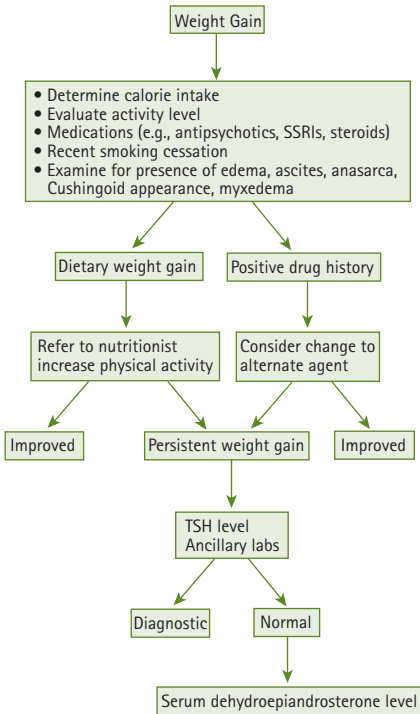 Weight Gain
• Determine calorie intake
• Evaluate activity level
• Medications (e.g., antipsychotics, SSRIs, steroids)
• Recent smoking cessation
• Examine for presence of edema, ascites, anasarca,
Cushingoid appearance, myxedema
Dietary weight gain
Positive drug history
Refer to nutritionist
increase physical activity
Consider change to
alternate agent
Improved
Persistent weight gain
Improved
TSH level
Ancillary labs
Diagnostic
Normal
Serum dehydroepiandrosterone level